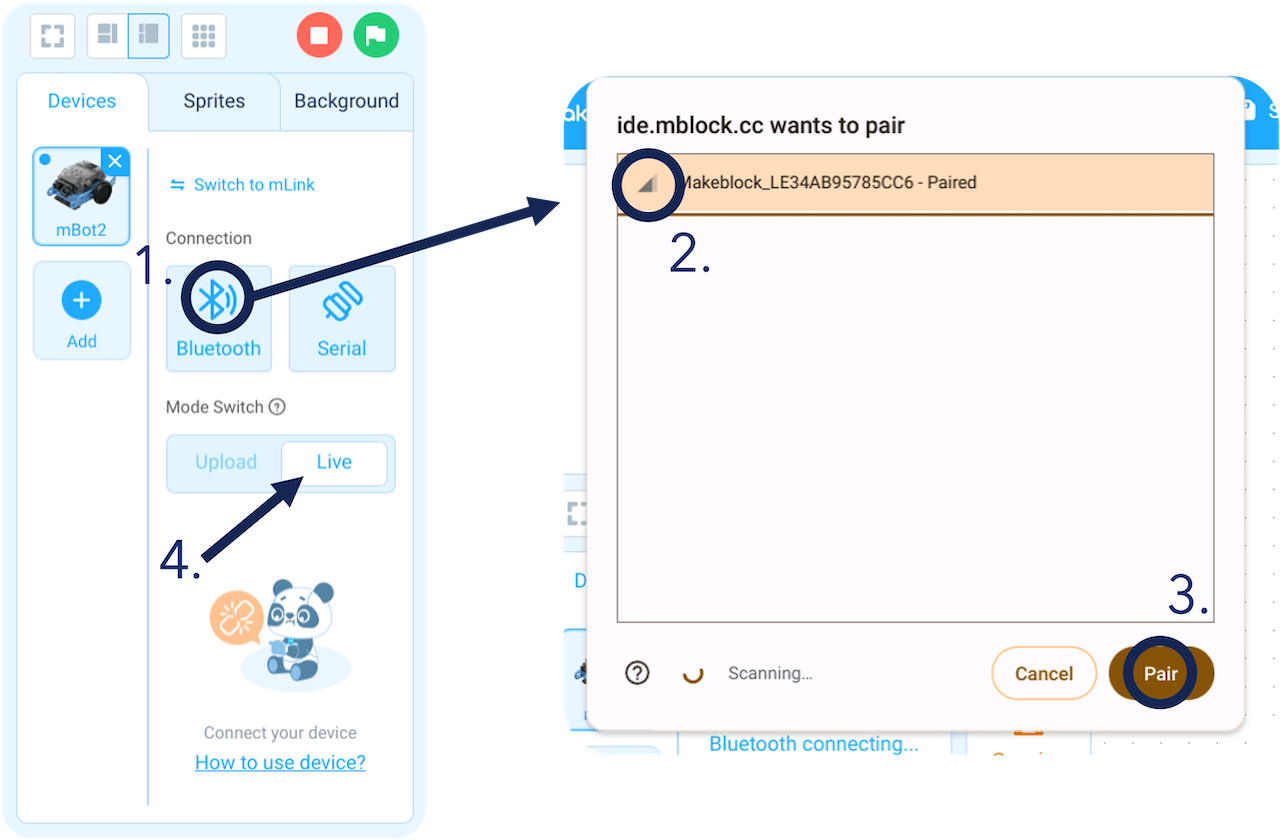 Devices
Sprites
Background
mBot2
Add
Switch to mLink
Connection
1.
Bluetooth
Serial
Mode Switch ?
Upload
Live
4.
Connect your device
How to use device?
ide.mblock.cc wants to pair
Makeblock_LE34AB95785CC6 - Paired
2.
3.
? Scanning...
Cancel
Pair
D
Bluetooth connecting...